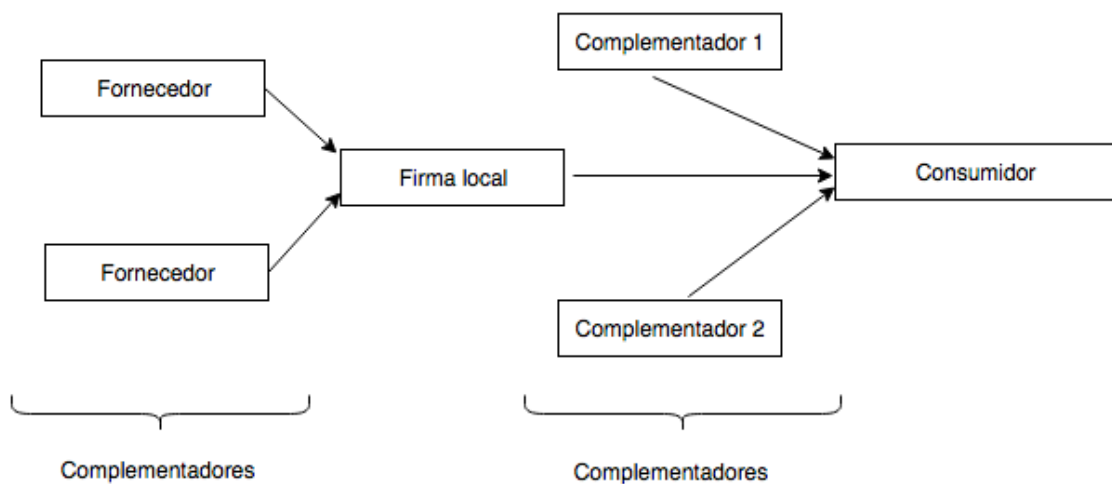 Complementador 1
Fornecedor
Firma local
Consumidor
Fornecedor
Complementador 2
Complementadores
Complementadores